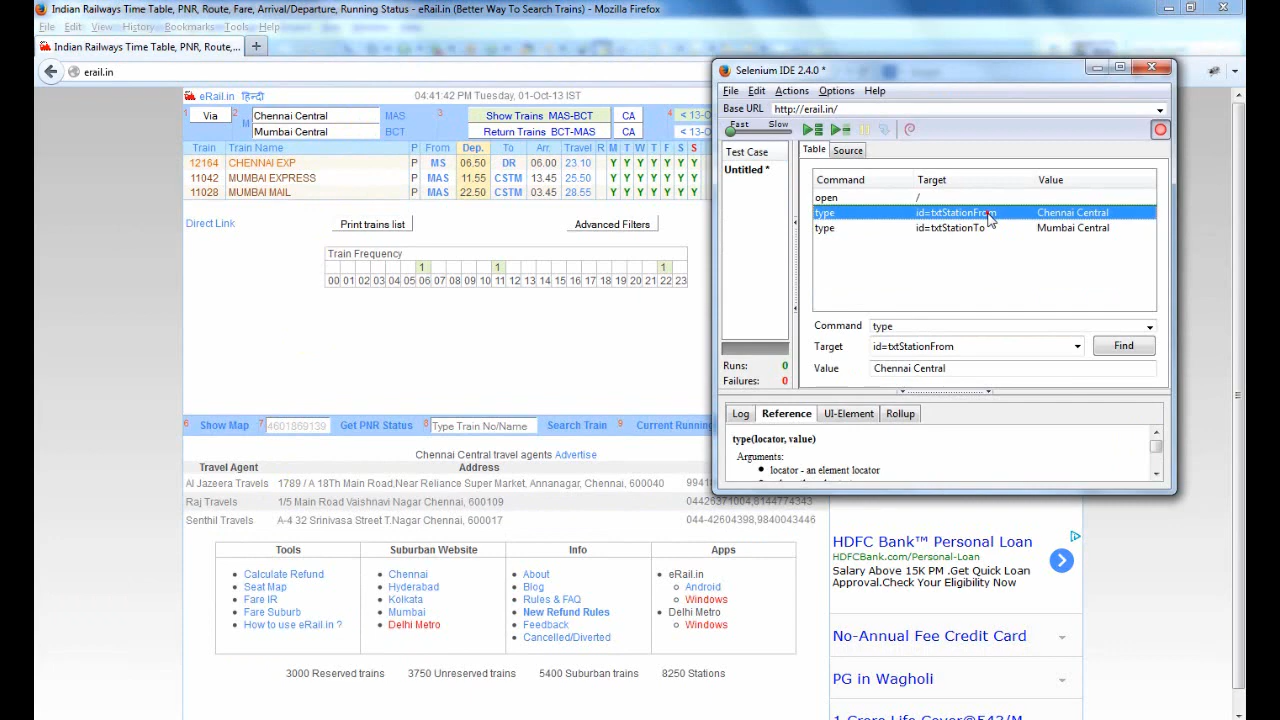 Indian Railways Time Table, PNR, Route, Fare, Arrival/Departure, Running Status - eRail.in (Better Way To Search Trains) - Mozilla Firefox
File Edit View History Bookmarks Tools Help
Indian Railways Time Table, PNR, Route,... +
erail.in
eRail.in हिन्दी 04:41:42 PM Tuesday, 01-Oct-13 IST
1 Via 2 Chennai Central MAS 3 Show Trains MAS-BCT CA 4 < 13-O
M Mumbai Central BCT Return Trains BCT-MAS CA < 13-O
Train Train Name P From Dep. To Arr. Travel R M T W T F S S
12164 CHENNAI EXP P MS 06.50 DR 06.00 23.10 Y Y Y Y Y Y Y
11042 MUMBAI EXPRESS P MAS 11.55 CSTM 13.45 25.50 Y Y Y Y Y Y Y
11028 MUMBAI MAIL P MAS 22.50 CSTM 03.45 28.55 Y Y Y Y Y Y Y
Direct Link Print trains list Advanced Filters
Train Frequency
1 1 1
00 01 02 03 04 05 06 07 08 09 10 11 12 13 14 15 16 17 18 19 20 21 22 23
6 Show Map 7 4601869139 Get PNR Status 8 Type Train No/Name Search Train 9 Current Running
Chennai Central travel agents Advertise
Travel Agent Address
Al Jazeera Travels 1789 / A 18Th Main Road,Near Reliance Super Market, Annanagar, Chennai, 600040
Raj Travels 1/5 Main Road Vaishnavi Nagar Chennai, 600109 04426371004,8144774343
Senthil Travels A-4 32 Srinivasa Street T.Nagar Chennai, 600017 044-42604398,9840043446
Tools Suburban Website Info Apps
Calculate Refund Chennai About eRail.in
Seat Map Hyderabad Blog Android
Fare IR Kolkata Rules & FAQ Windows
Fare Suburb Mumbai New Refund Rules Delhi Metro
How to use eRail.in ? Delhi Metro Feedback Windows
Cancelled/Diverted
3000 Reserved trains 3750 Unreserved trains 5400 Suburban trains 8250 Stations
HDFC Bank™ Personal Loan
HDFCBank.com/Personal-Loan
Salary Above 15K PM .Get Quick Loan
Approval.Check Your Eligibility Now
No-Annual Fee Credit Card
PG in Wagholi
Selenium IDE 2.4.0 *
File Edit Actions Options Help
Base URL http://erail.in/
Fast Slow
Test Case Table Source
Untitled *
Command Target Value
open /
type id=txtStationFrom Chennai Central
type id=txtStationTo Mumbai Central
Command type
Target id=txtStationFrom Find
Value Chennai Central
Runs: 0
Failures: 0
Log Reference UI-Element Rollup
type(locator, value)
Arguments:
locator - an element locator